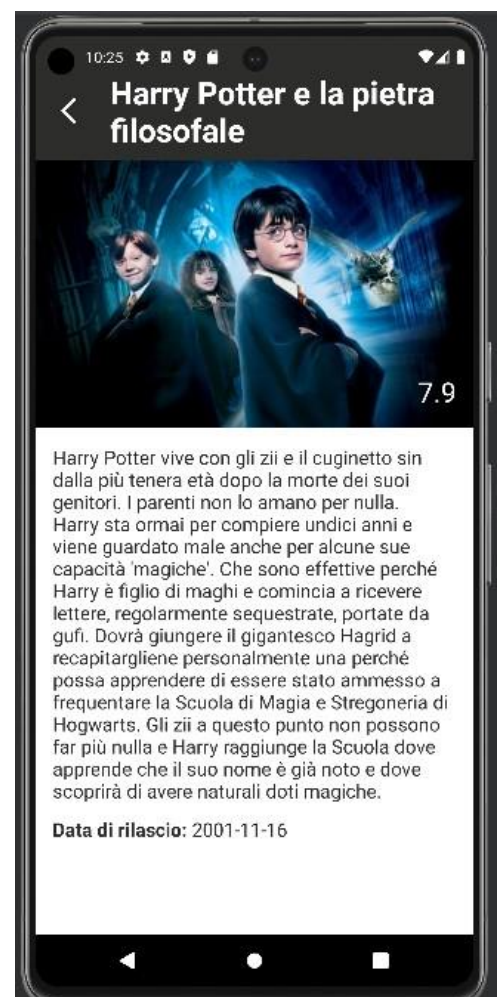 10:25
Harry Potter e la pietra
filosofale
7.9
Harry Potter vive con gli zii e il cuginetto sin
dalla più tenera età dopo la morte dei suoi
genitori. I parenti non lo amano per nulla.
Harry sta ormai per compiere undici anni e
viene guardato male anche per alcune sue
capacità 'magiche'. Che sono effettive perché
Harry è figlio di maghi e comincia a ricevere
lettere, regolarmente sequestrate, portate da
gufi. Dovrà giungere il gigantesco Hagrid a
recapitargliene personalmente una perché
possa apprendere di essere stato ammesso a
frequentare la Scuola di Magia e Stregoneria di
Hogwarts. Gli zii a questo punto non possono
far più nulla e Harry raggiunge la Scuola dove
apprende che il suo nome è già noto e dove
scoprirà di avere naturali doti magiche.
Data di rilascio: 2001-11-16